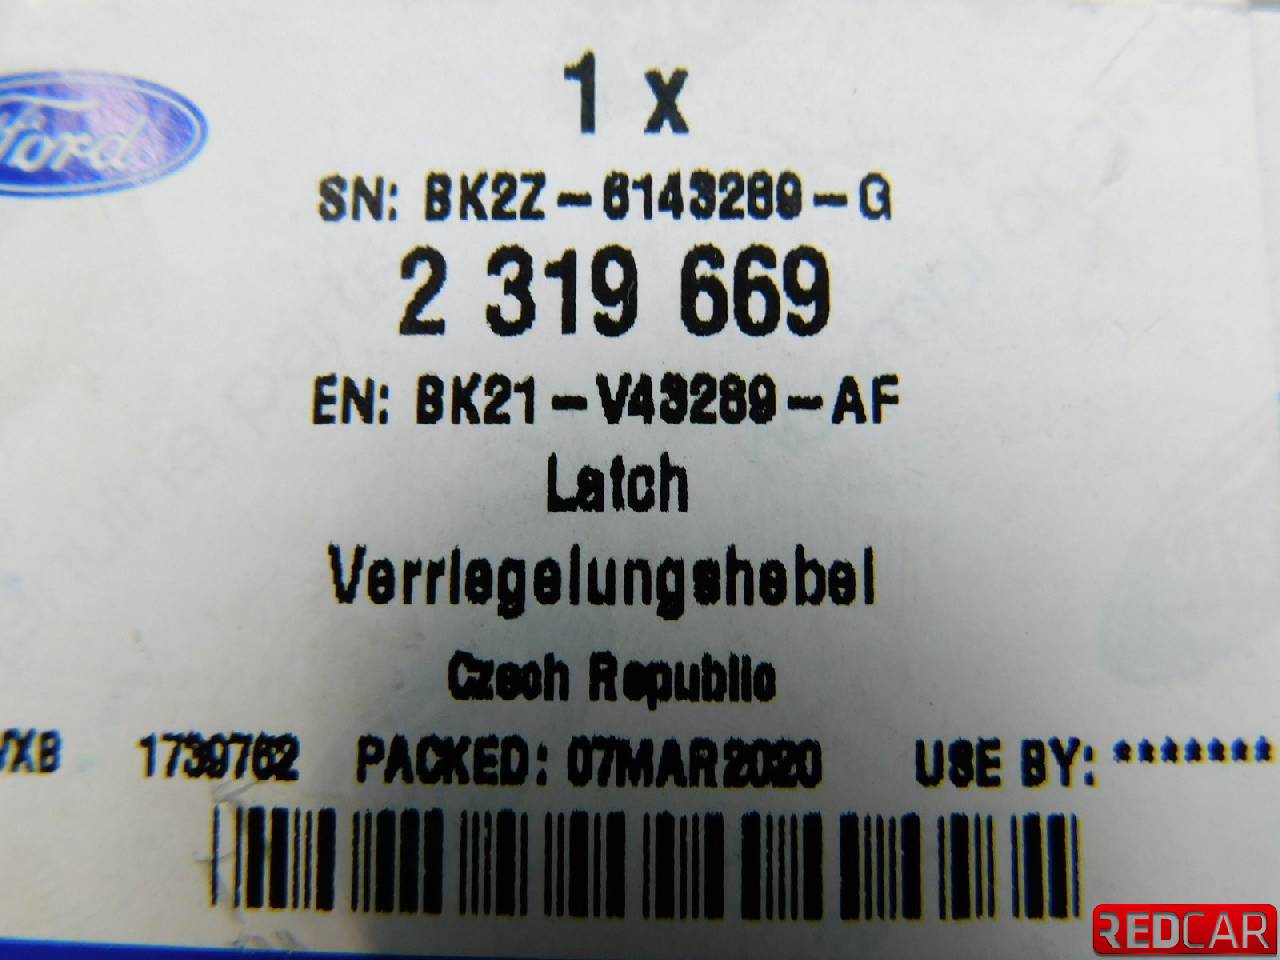 Ford
1 x
SN: BK2Z-6143289-G
2 319 669
EN: BK21-V43289-AF
Latch
Verriegelungshebel
Czech Republic
VXB 1739762 PACKED: 07MAR2020 USE BY: *******
REDCAR